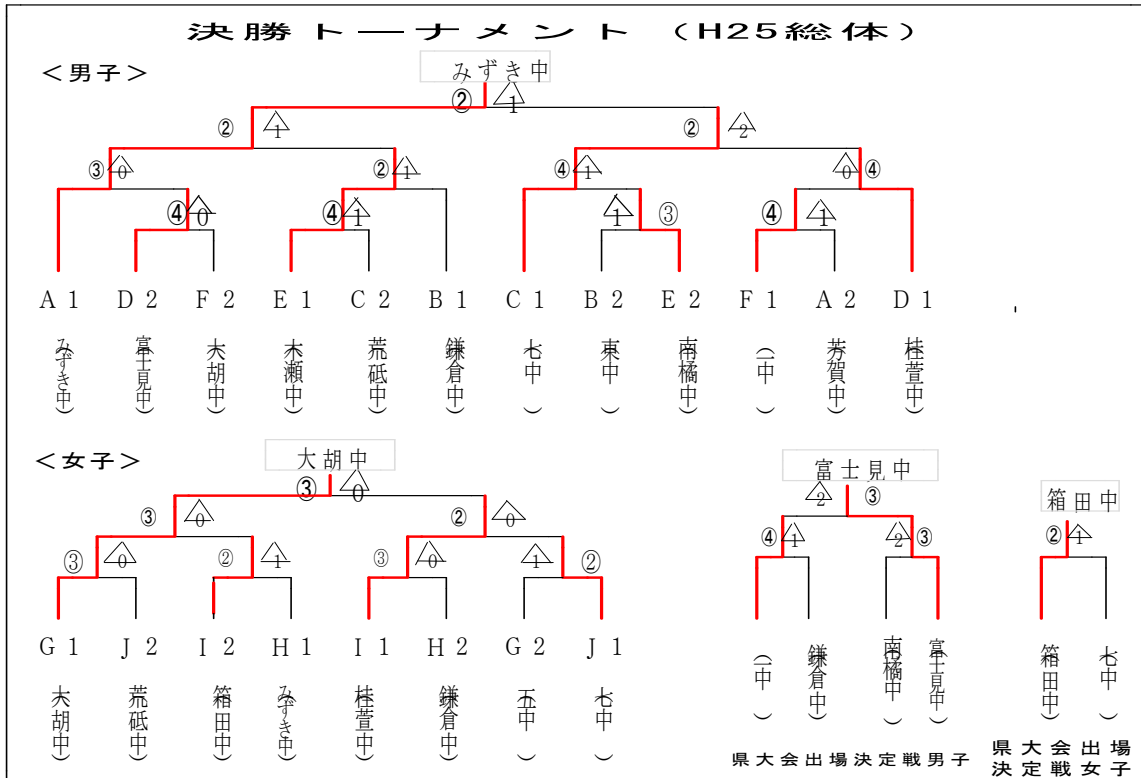 決勝トーナメント（H25総体）
＜男子＞
みずき中
② 1
② 1 ② 2
③ 0 ② 1 ④ 1 0 ④
④ 0 ④ 1 1 ③ ④ 1
A1 D2 F2 E1 C2 B1 C1 B2 E2 F1 A2 D1
（みずき中）
（富士見中）
（大胡中）
（木瀬中）
（荒砥中）
（鎌倉中）
（七中）
（東中）
（南橘中）
（一中）
（芳賀中）
（桂萱中）
＜女子＞
大胡中
③ 0
③ 0 ② 0
③ 0 ② 1 ③ 0 1 ②
G1 J2 I2 H1 I1 H2 G2 J1
（大胡中）
（荒砥中）
（箱田中）
（みずき中）
（桂萱中）
（鎌倉中）
（五中）
（七中）
富士見中
2 ③
④ 1 2 ③
（一中）
（鎌倉中）
（南橘中）
（富士見中）
県大会出場決定戦男子
箱田中
② 1
（箱田中）
（七中）
県大会出場
決定戦女子